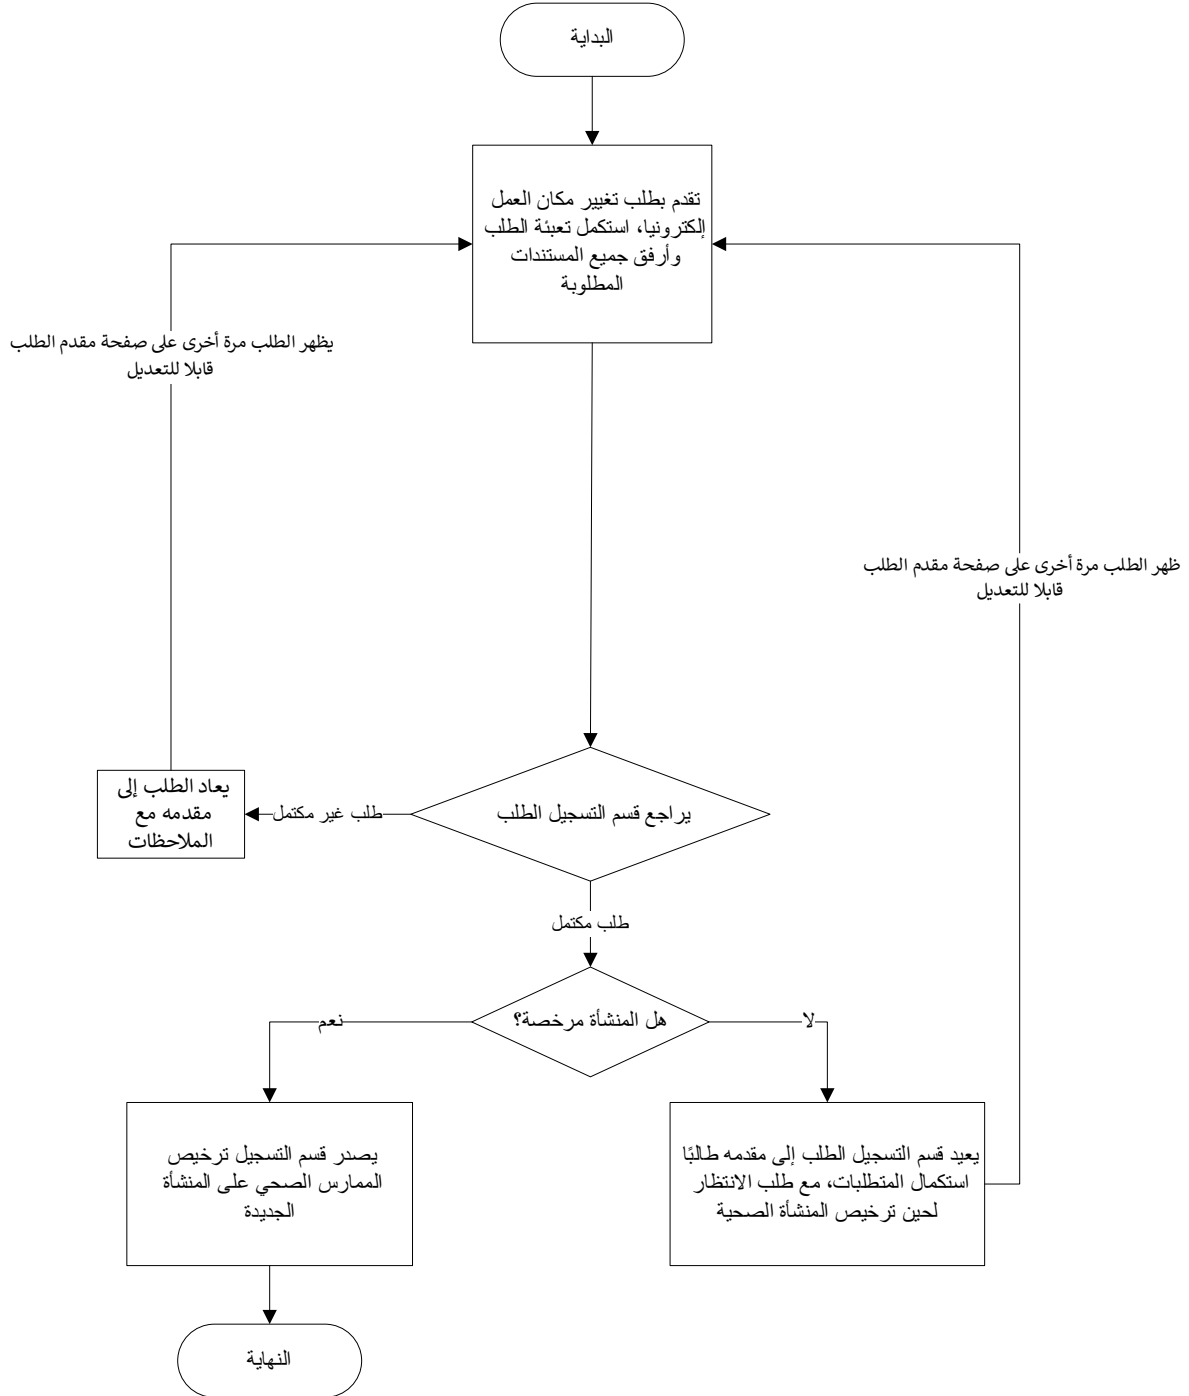 البداية
تقدم بطلب تغيير مكان العمل
إلكترونيا، استكمل تعبئة الطلب
وأرفق جميع المستندات
المطلوبة
يظهر الطلب مرة أخرى على صفحة مقدم الطلب
قابلا للتعديل
ظهر الطلب مرة أخرى على صفحة مقدم الطلب
قابلا للتعديل
يراجع قسم التسجيل الطلب
طلب غير مكتمل
يعاد الطلب إلى
مقدمه مع
الملاحظات
طلب مكتمل
هل المنشأة مرخصة؟
لا
نعم
يعيد قسم التسجيل الطلب إلى مقدمه طالبًا
استكمال المتطلبات، مع طلب الانتظار
لحين ترخيص المنشأة الصحية
يصدر قسم التسجيل ترخيص
الممارس الصحي على المنشأة
الجديدة
النهاية